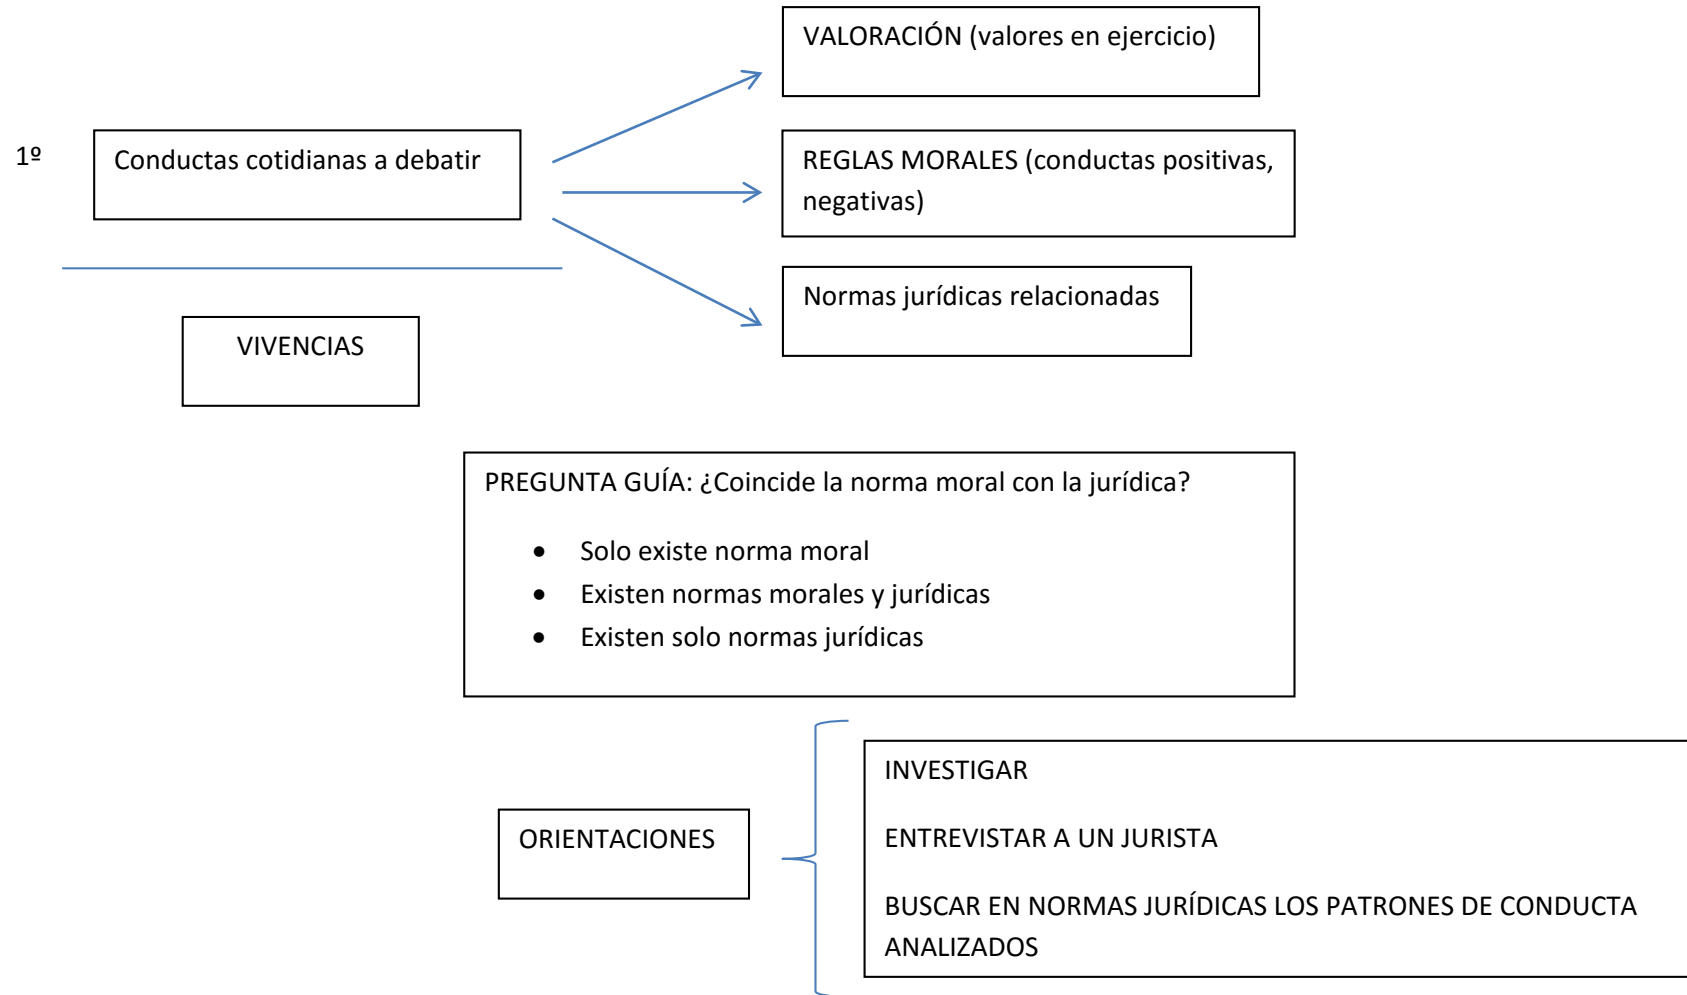 VALORACIÓN (valores en ejercicio)
1º
Conductas cotidianas a debatir
REGLAS MORALES (conductas positivas,
negativas)
Normas jurídicas relacionadas
VIVENCIAS
PREGUNTA GUÍA: ¿Coincide la norma moral con la jurídica?
• Solo existe norma moral
• Existen normas morales y jurídicas
• Existen solo normas jurídicas
ORIENTACIONES
INVESTIGAR
ENTREVISTAR A UN JURISTA
BUSCAR EN NORMAS JURÍDICAS LOS PATRONES DE CONDUCTA
ANALIZADOS